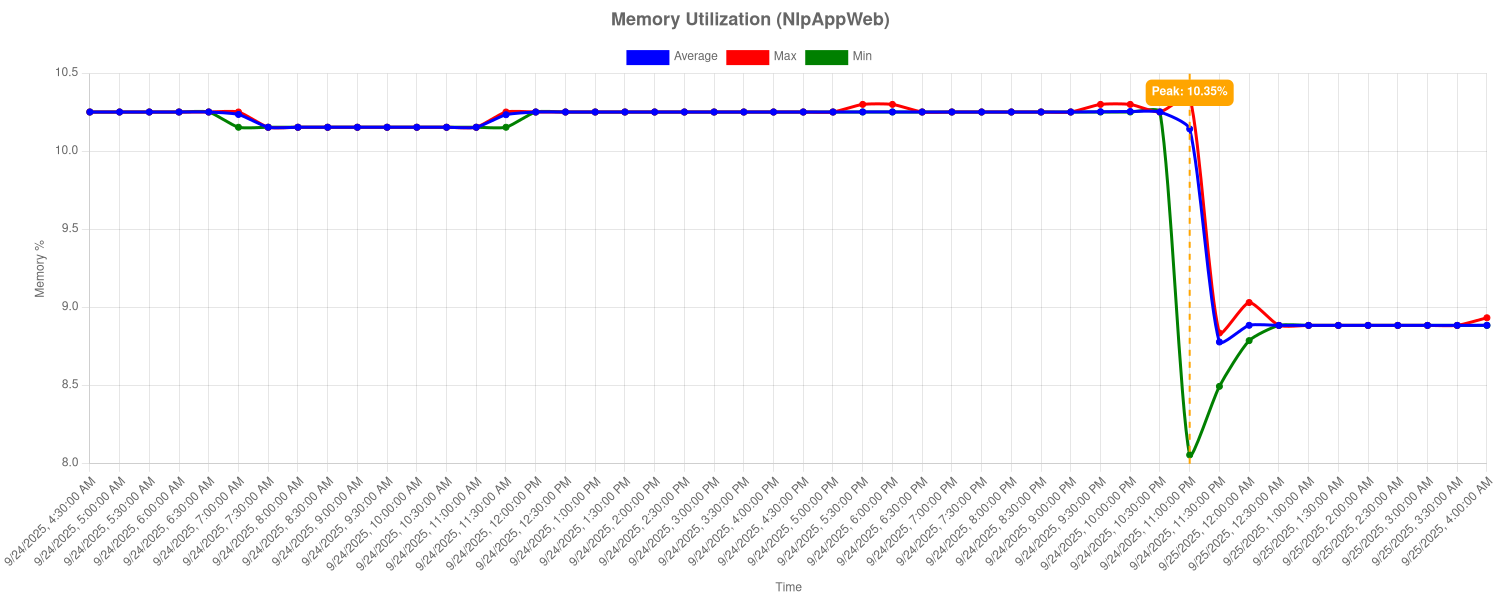 Memory Utilization (NlpAppWeb)
Average Max Min
Peak: 10.35%
10.5
10.0
9.5
9.0
8.5
8.0
Memory %
9/24/2025, 4:30:00 AM
9/24/2025, 5:00:00 AM
9/24/2025, 5:30:00 AM
9/24/2025, 6:00:00 AM
9/24/2025, 6:30:00 AM
9/24/2025, 7:00:00 AM
9/24/2025, 7:30:00 AM
9/24/2025, 8:00:00 AM
9/24/2025, 8:30:00 AM
9/24/2025, 9:00:00 AM
9/24/2025, 9:30:00 AM
9/24/2025, 10:00:00 AM
9/24/2025, 10:30:00 AM
9/24/2025, 11:00:00 AM
9/24/2025, 11:30:00 AM
9/24/2025, 12:00:00 PM
9/24/2025, 12:30:00 PM
9/24/2025, 1:00:00 PM
9/24/2025, 1:30:00 PM
9/24/2025, 2:00:00 PM
9/24/2025, 2:30:00 PM
9/24/2025, 3:00:00 PM
9/24/2025, 3:30:00 PM
9/24/2025, 4:00:00 PM
9/24/2025, 4:30:00 PM
9/24/2025, 5:00:00 PM
9/24/2025, 5:30:00 PM
9/24/2025, 6:00:00 PM
9/24/2025, 6:30:00 PM
9/24/2025, 7:00:00 PM
9/24/2025, 7:30:00 PM
9/24/2025, 8:00:00 PM
9/24/2025, 8:30:00 PM
9/24/2025, 9:00:00 PM
9/24/2025, 9:30:00 PM
9/24/2025, 10:00:00 PM
9/24/2025, 10:30:00 PM
9/24/2025, 11:00:00 PM
9/24/2025, 11:30:00 PM
9/25/2025, 12:00:00 AM
9/25/2025, 12:30:00 AM
9/25/2025, 1:00:00 AM
9/25/2025, 1:30:00 AM
9/25/2025, 2:00:00 AM
9/25/2025, 2:30:00 AM
9/25/2025, 3:00:00 AM
9/25/2025, 3:30:00 AM
9/25/2025, 4:00:00 AM
Time